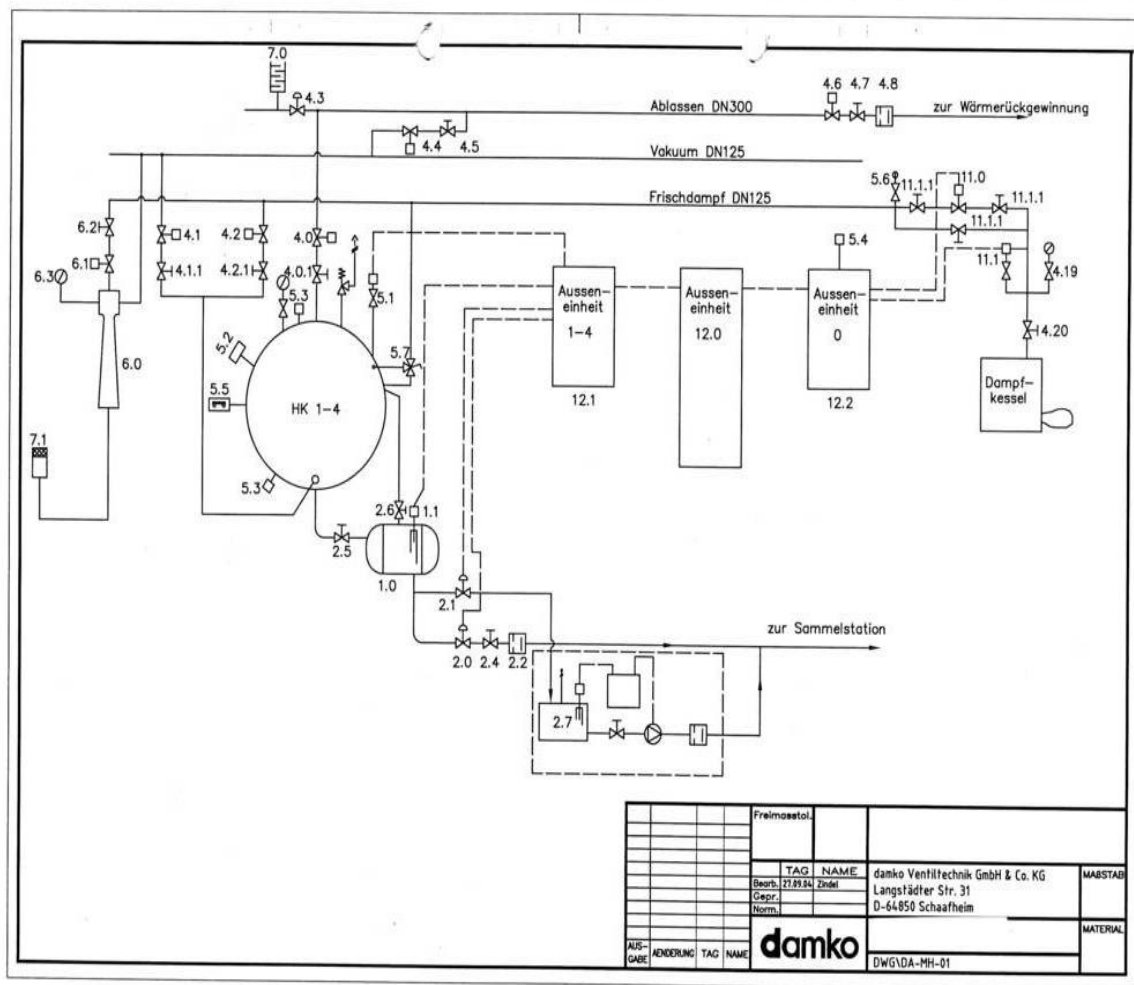 7.0
4.3
4.6
4.7
4.8
Ablassen DN300
zur Wärmerückgewinnung
4.4
4.5
Vakuum DN125
5.6
11.1.1
11.0
11.1.1
Frischdampf DN125
11.1.1
6.2
4.1
4.2
4.0
5.4
11.1
4.19
6.1
6.3
4.1.1
4.2.1
4.0.1
5.3
5.1
Aussen-
einheit
1-4
Aussen-
einheit
12.0
Aussen-
einheit
0
4.20
5.7
6.0
5.2
12.1
12.2
Dampf-
kessel
5.5
HK 1-4
7.1
5.3
2.6
1.1
2.5
1.0
2.1
zur Sammelstation
2.0
2.4
2.2
2.7
Freimasstol.
TAG NAME
Bearb. 27.09.04 Zindel
Gepr.
Norm.
damko Ventiltechnik GmbH & Co. KG
Langstädter Str. 31
D-64850 Schaafheim
MAßSTAB
MATERIAL
AUS-
GABE
AENDERUNG TAG NAME
damko
DWG\DA-MH-01